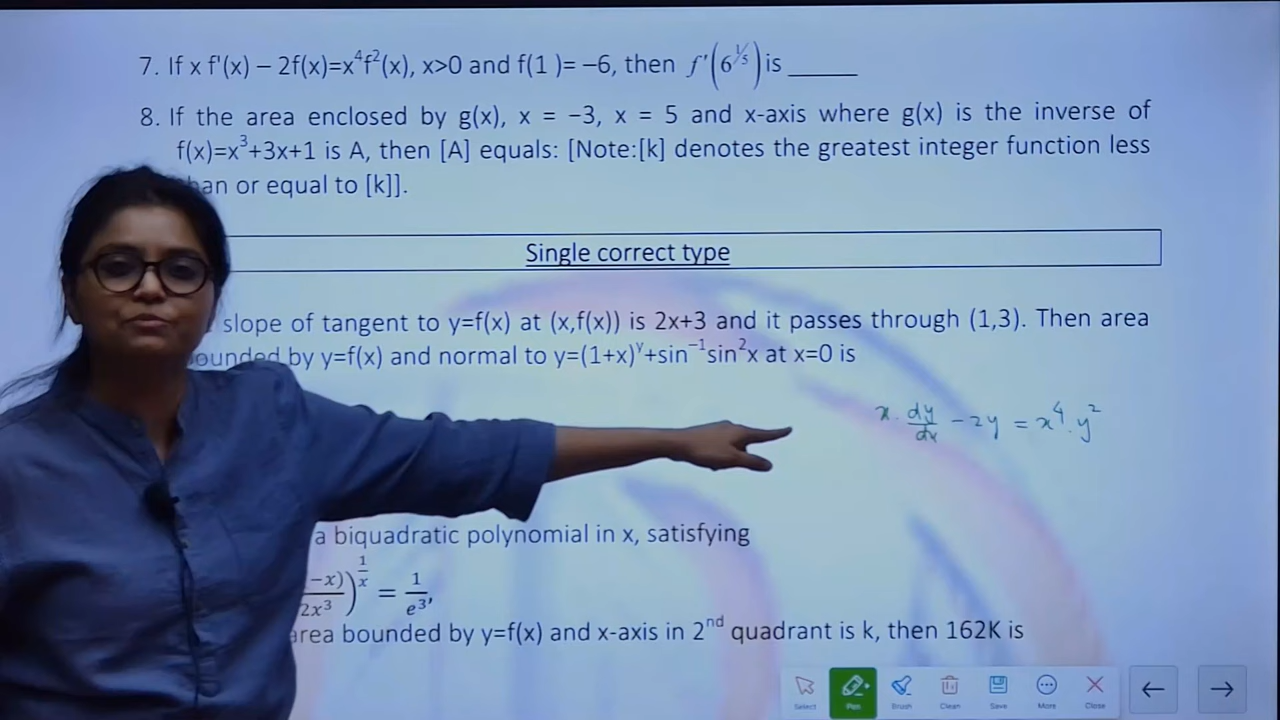 7. If x f'(x) – 2f(x)=x⁴f²(x), x>0 and f(1 )= –6, then f'(6^{1/5}) is _____
8. If the area enclosed by g(x), x = –3, x = 5 and x-axis where g(x) is the inverse of
f(x)=x³+3x+1 is A, then [A] equals: [Note:[k] denotes the greatest integer function less
or equal to [k]].
Single correct type
slope of tangent to y=f(x) at (x,f(x)) is 2x+3 and it passes through (1,3). Then area
by y=f(x) and normal to y=(1+x)^y+sin⁻¹sin²x at x=0 is
x. dy/dx – 2y = x⁴. y²
a biquadratic polynomial in x, satisfying
–x)/2x³)^{1/x} = 1/e³,
area bounded by y=f(x) and x-axis in 2ⁿᵈ quadrant is k, then 162K is
Select Pen Brush Clean Save More Close